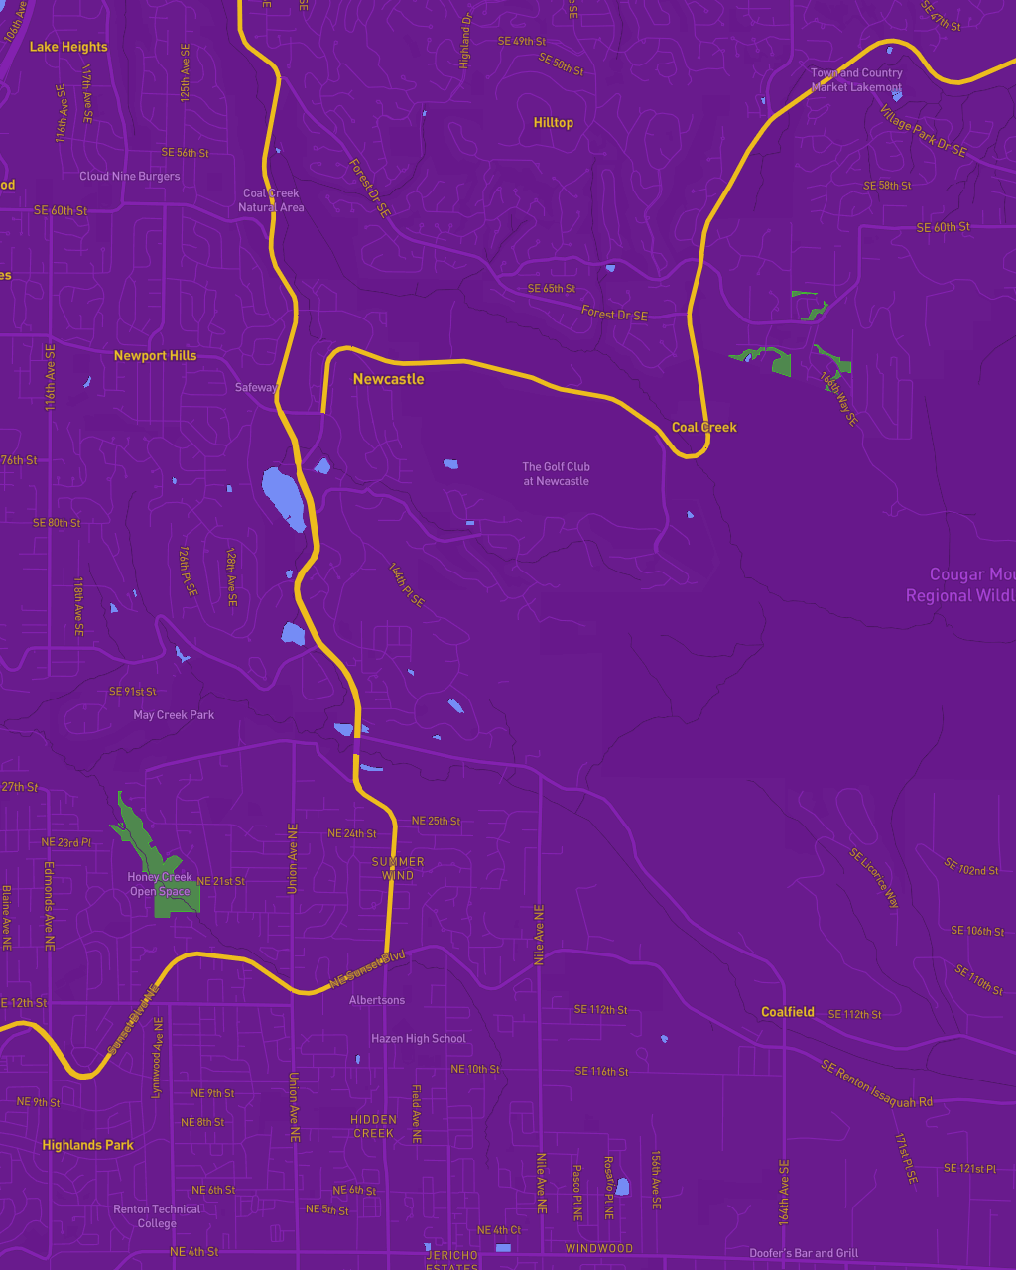 106th Ave
SE
SE
SE 47th St
Lake Heights
Highland Dr
SE 49th St
SE 50th St
125th Ave SE
117th Ave SE
116th Ave SE
Town and Country
Market Lakemont
Hilltop
Village Park Dr SE
SE 56th St
Cloud Nine Burgers
Forest Dr SE
od
SE 58th St
Coal Creek
Natural Area
SE 60th St
SE 60th St
es
SE 65th St
Forest Dr SE
Newport Hills
116th Ave SE
Safeway
Newcastle
166th Way SE
Coal Creek
76th St
The Golf Club
at Newcastle
SE 80th St
126th Pl SE
128th Ave SE
118th Ave SE
144th Pl SE
Cougar Mou
Regional Wildl
SE 91st St
May Creek Park
27th St
NE 23rd Pl
NE 24th St
NE 25th St
Union Ave NE
SUMMER
WIND
Honey Creek
Open Space
NE 21st St
Blaine Ave NE
Edmonds Ave NE
Nile Ave NE
SE Licorice Way
SE 102nd St
SE 106th St
SE 110th St
NE Sunset Blvd
Albertsons
E 12th St
Sunset Blvd NE
SE 112th St
Coalfield
SE 112th St
Hazen High School
Lynnwood Ave NE
NE 10th St
SE 116th St
NE 9th St
NE 9th St
Union Ave NE
Field Ave NE
SE Renton Issaquah Rd
NE 8th St
HIDDEN
CREEK
Highlands Park
171st Pl SE
SE 121st Pl
Nile Ave NE
Pasco Pl NE
Rosario Pl NE
156th Ave SE
164th Ave SE
NE 6th St
NE 6th St
Renton Technical
College
NE 5th St
NE 4th Ct
NE 4th St
JERICHO
ESTATES
WINDWOOD
Doofer's Bar and Grill